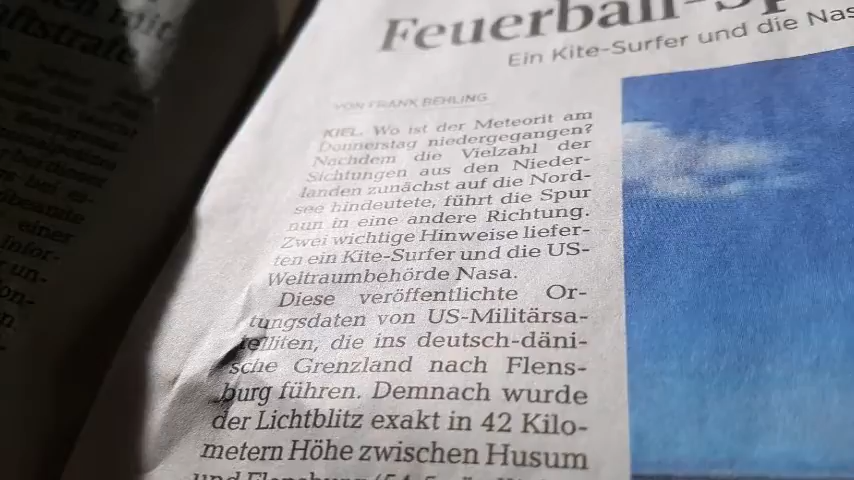 Feuerball-Sp
Ein Kite-Surfer und die Nas
VON FRANK BEHLING
KIEL. Wo ist der Meteorit am
Donnerstag niedergegangen?
Nachdem die Vielzahl der
Sichtungen aus den Nieder-
landen zunächst auf die Nord-
see hindeutete, führt die Spur
nun in eine andere Richtung.
Zwei wichtige Hinweise liefer-
ten ein Kite-Surfer und die US-
Weltraumbehörde Nasa.
Diese veröffentlichte Or-
tungsdaten von US-Militärsa-
telliten, die ins deutsch-däni-
sche Grenzland nach Flens-
burg führen. Demnach wurde
der Lichtblitz exakt in 42 Kilo-
metern Höhe zwischen Husum
und Flensburg